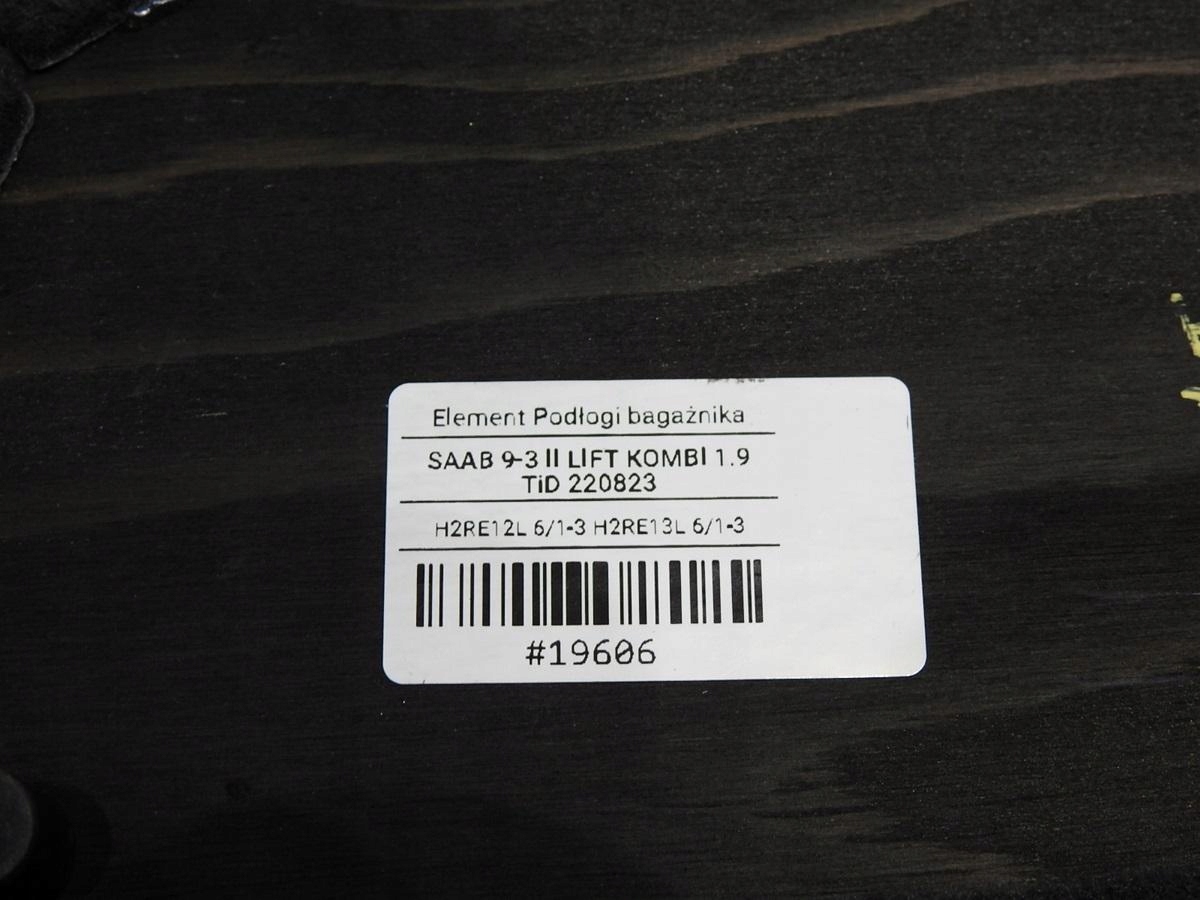 Element Podłogi bagażnika
SAAB 9-3 II LIFT KOMBI 1.9
TiD 220823
H2RE12L 6/1-3 H2RE13L 6/1-3
#19606